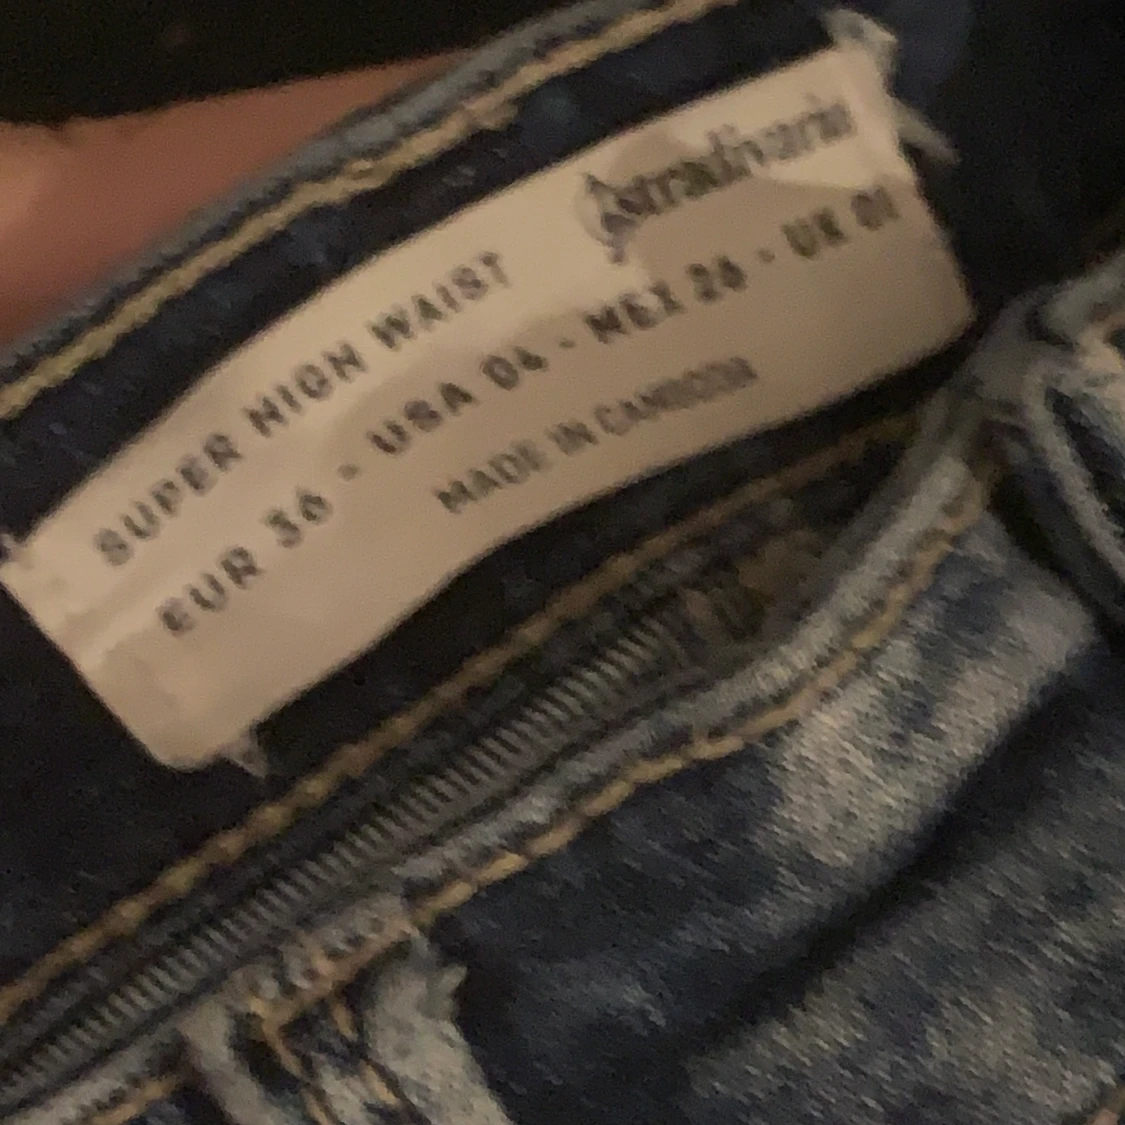 Stradivarius
SUPER HIGH WAIST
EUR 36 - USA 04 - MEX 26 - UK 08
MADE IN CAMBODIA